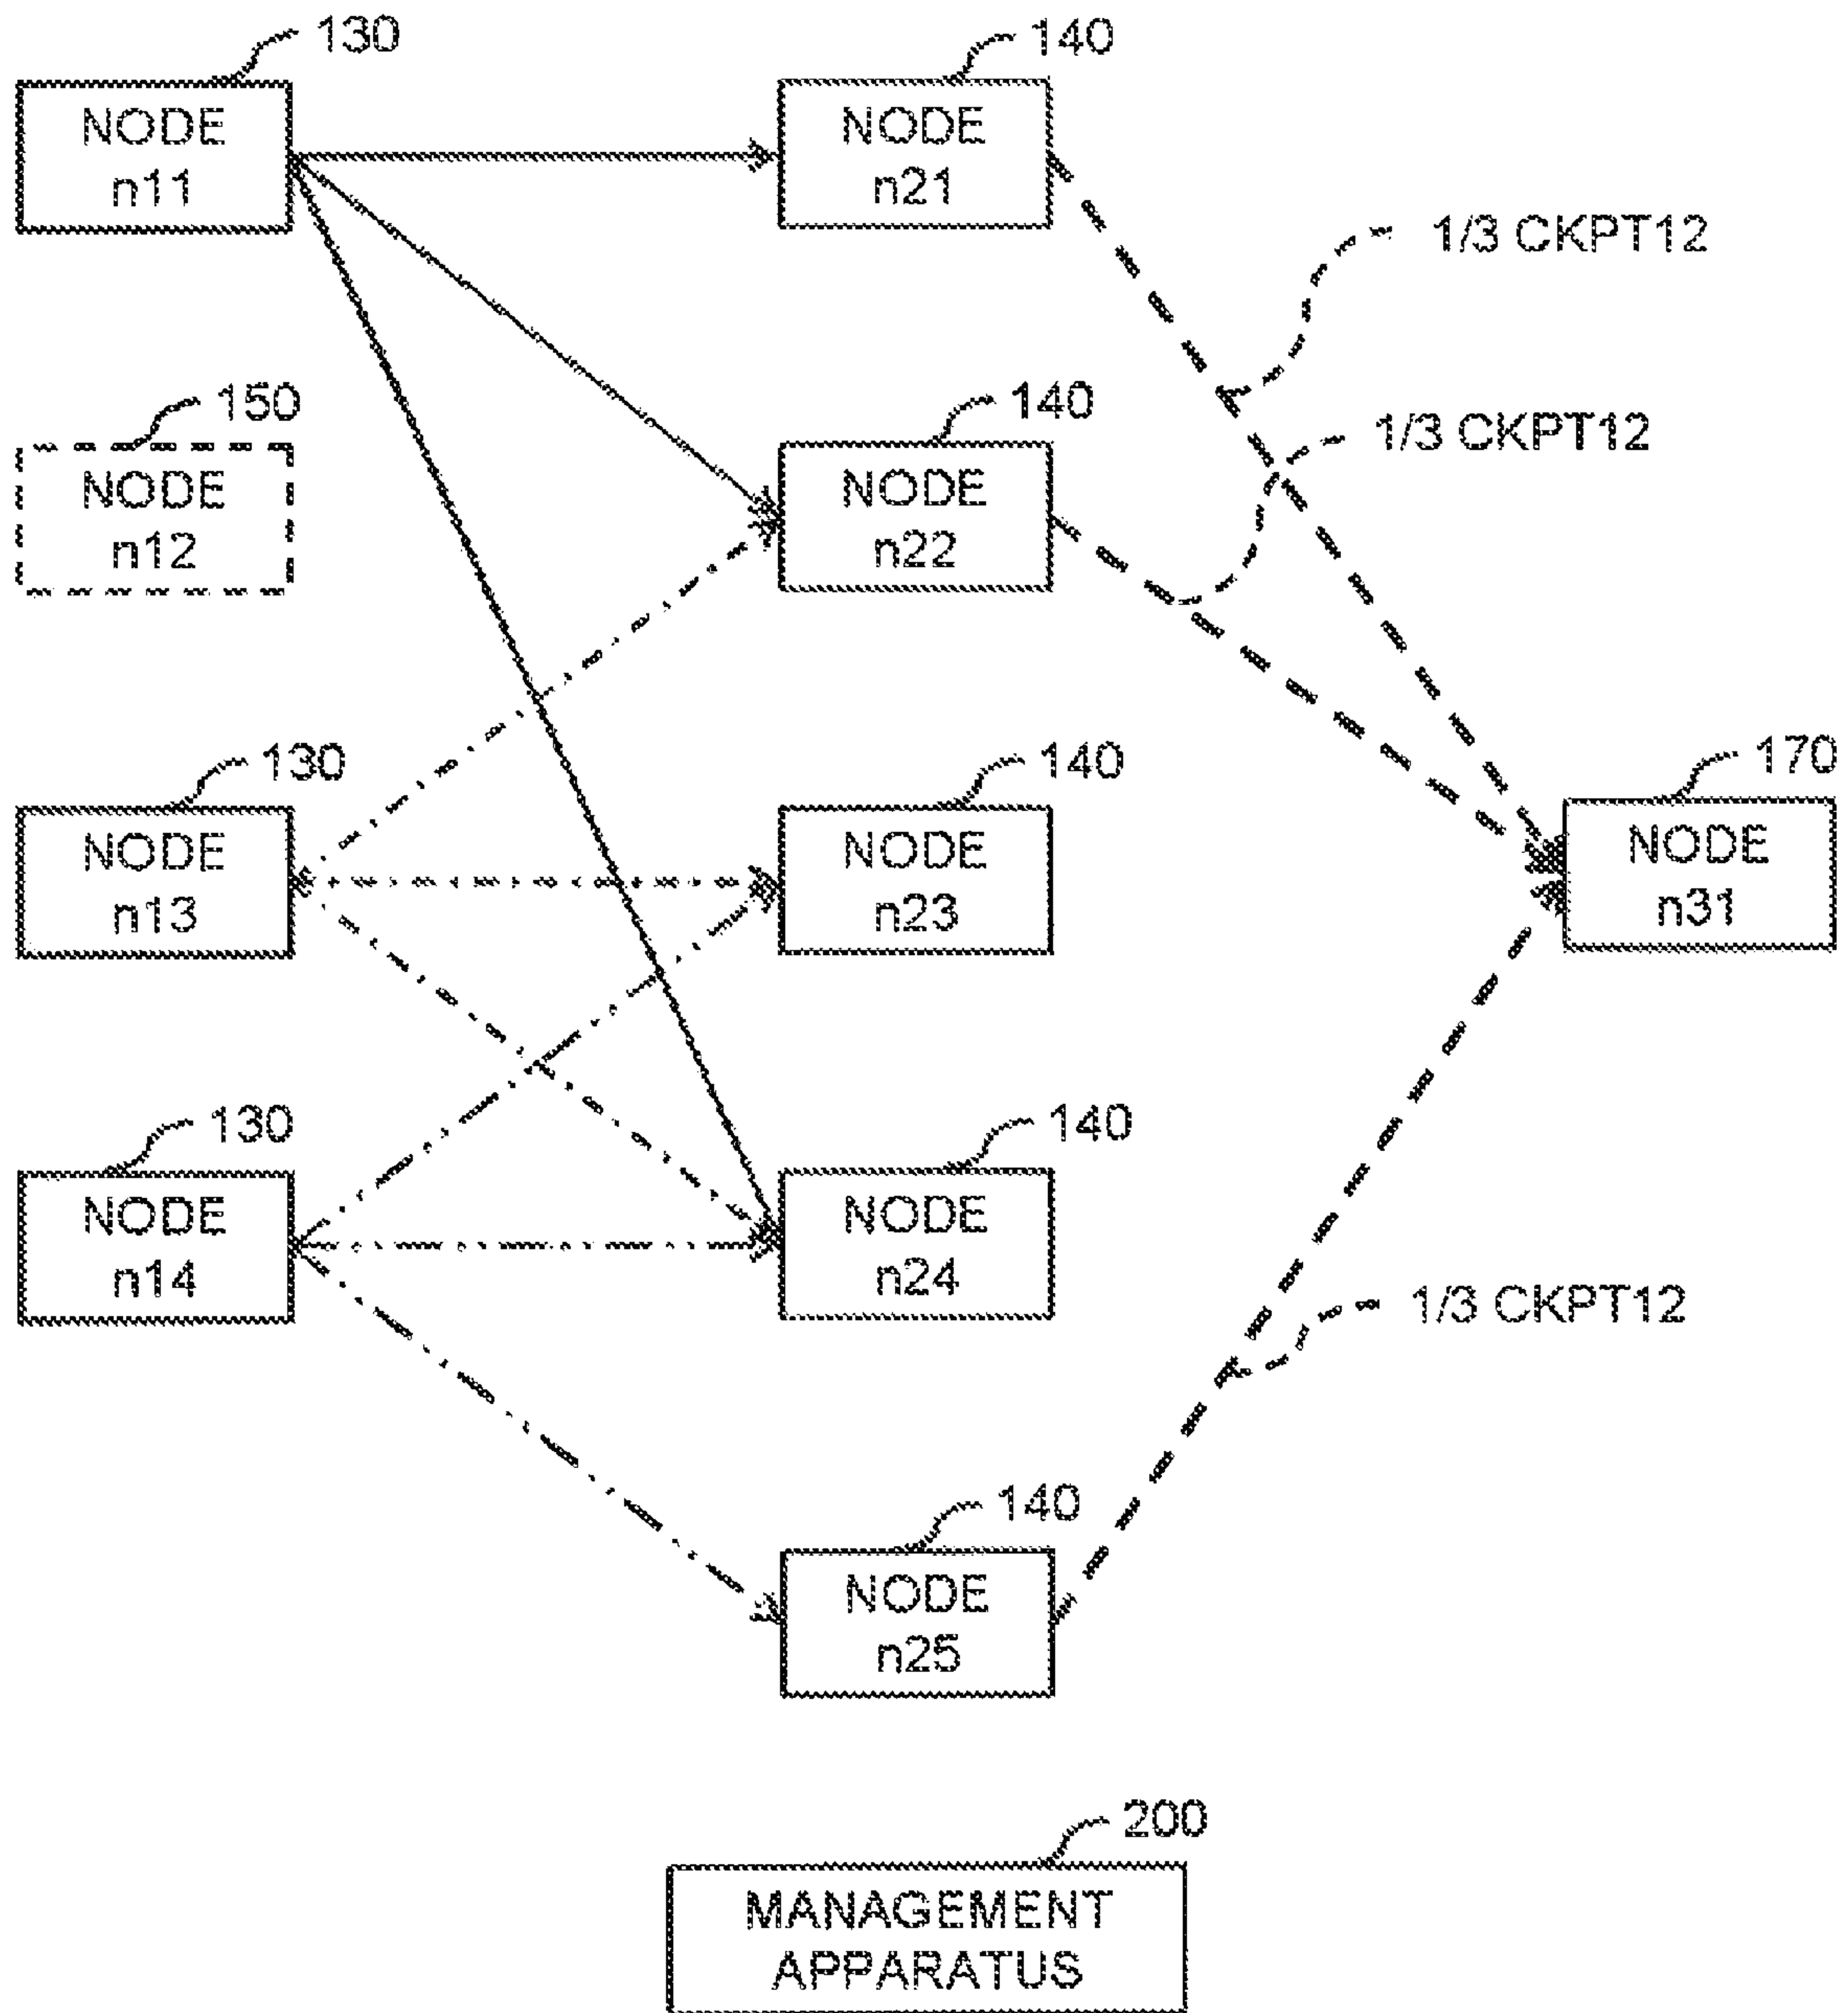 130
140
NODE
n11
NODE
n21
1/3 CKPT12
150
140
1/3 CKPT12
NODE
n12
NODE
n22
130
140
170
NODE
n13
NODE
n23
NODE
n31
130
140
NODE
n14
NODE
n24
1/3 CKPT12
140
NODE
n25
200
MANAGEMENT
APPARATUS